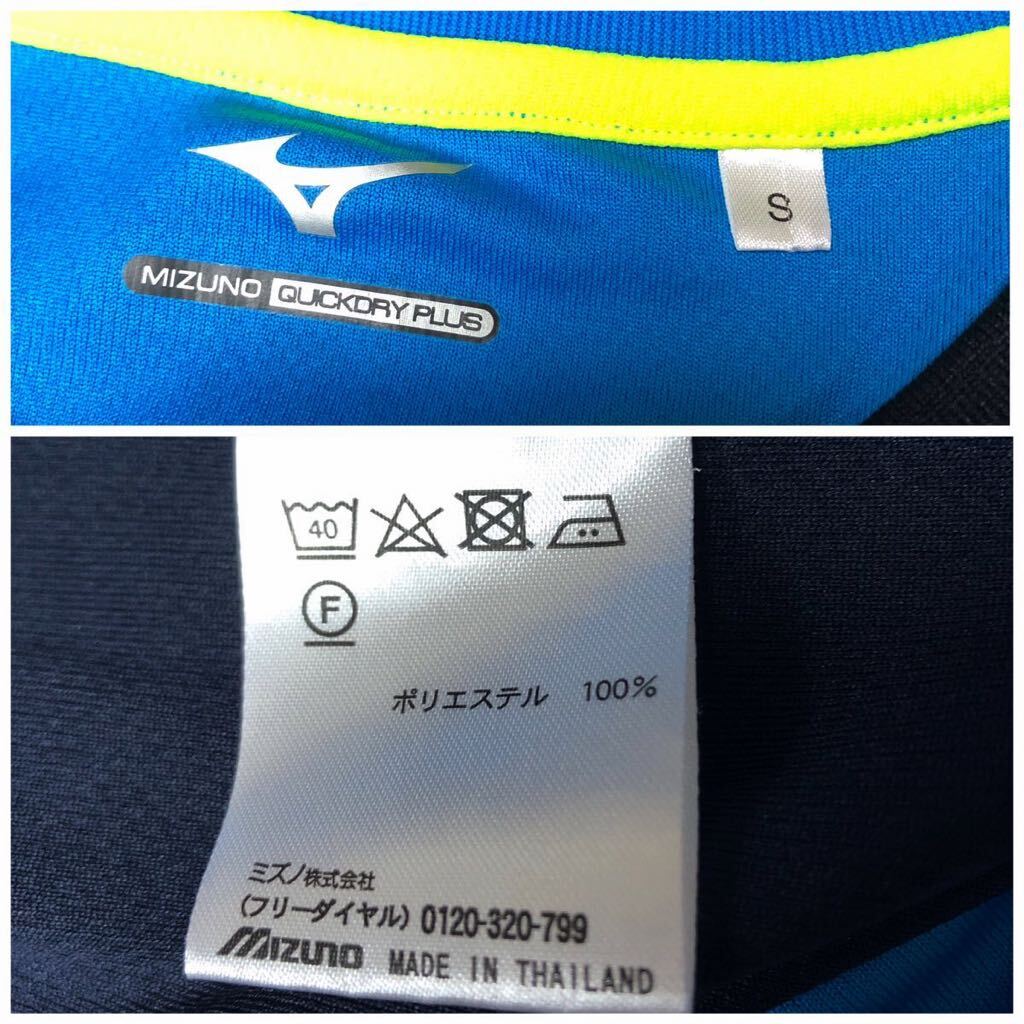 S
MIZUNO QUICKDRY PLUS
40
F
ポリエステル 100%
ミズノ株式会社
(フリーダイヤル) 0120-320-799
MIZUNO MADE IN THAILAND